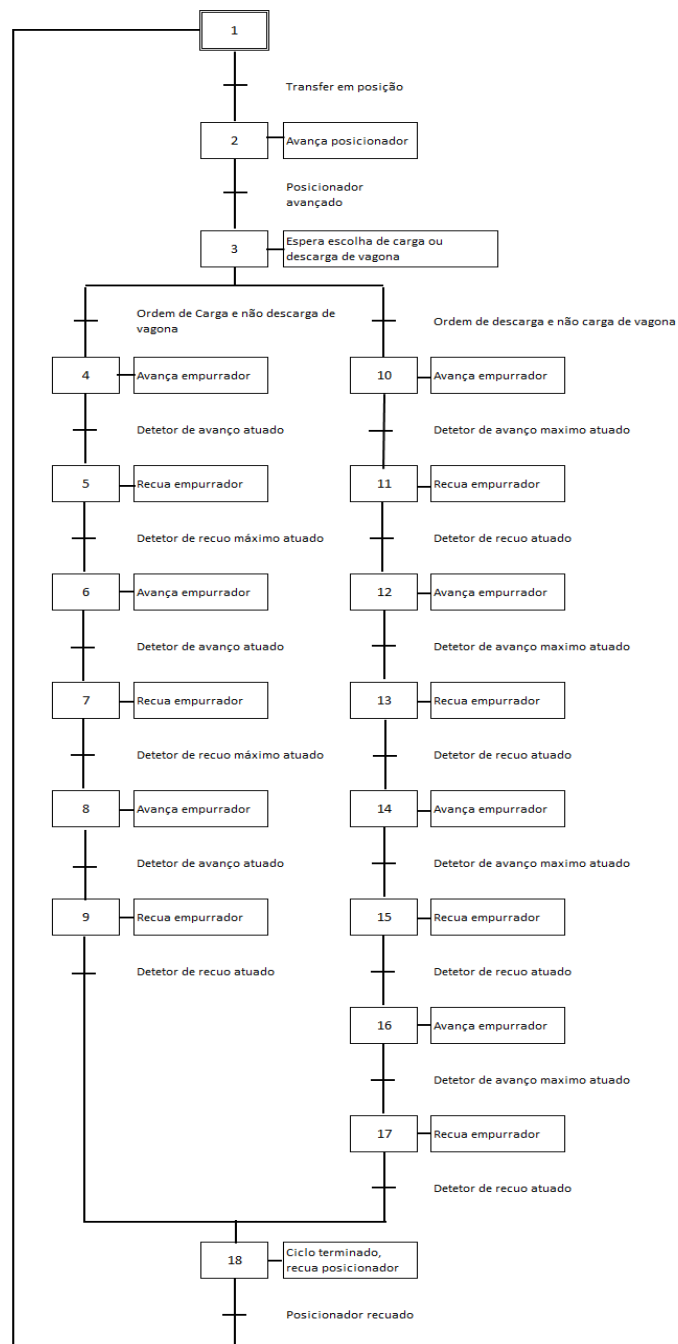 1
Transfer em posição
2
Avança posicionador
Posicionador
avançado
3
Espera escolha de carga ou
descarga de vagona
Ordem de Carga e não descarga de
vagona
Ordem de descarga e não carga de vagona
4
Avança empurrador
10
Avança empurrador
Detetor de avanço atuado
Detetor de avanço maximo atuado
5
Recua empurrador
11
Recua empurrador
Detetor de recuo máximo atuado
Detetor de recuo atuado
6
Avança empurrador
12
Avança empurrador
Detetor de avanço atuado
Detetor de avanço maximo atuado
7
Recua empurrador
13
Recua empurrador
Detetor de recuo máximo atuado
Detetor de recuo atuado
8
Avança empurrador
14
Avança empurrador
Detetor de avanço atuado
Detetor de avanço maximo atuado
9
Recua empurrador
15
Recua empurrador
Detetor de recuo atuado
Detetor de recuo atuado
16
Avança empurrador
Detetor de avanço maximo atuado
17
Recua empurrador
Detetor de recuo atuado
18
Ciclo terminado,
recua posicionador
Posicionador recuado